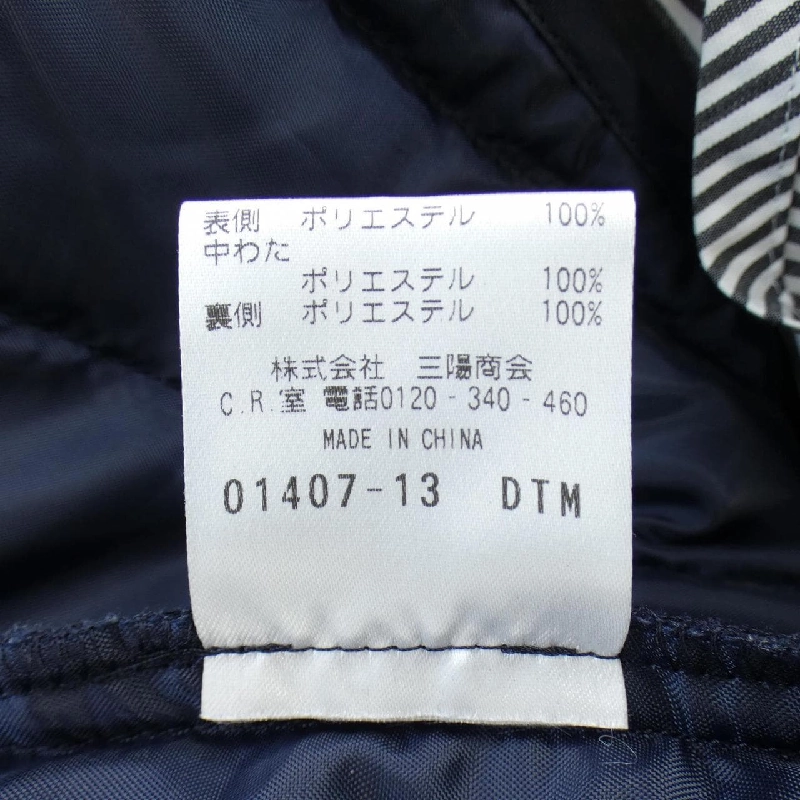 表側 ポリエステル 100%
中わた
ポリエステル 100%
裏側 ポリエステル 100%
株式会社 三陽商会
C.R.室 電話0120-340-460
MADE IN CHINA
01407-13 DTM